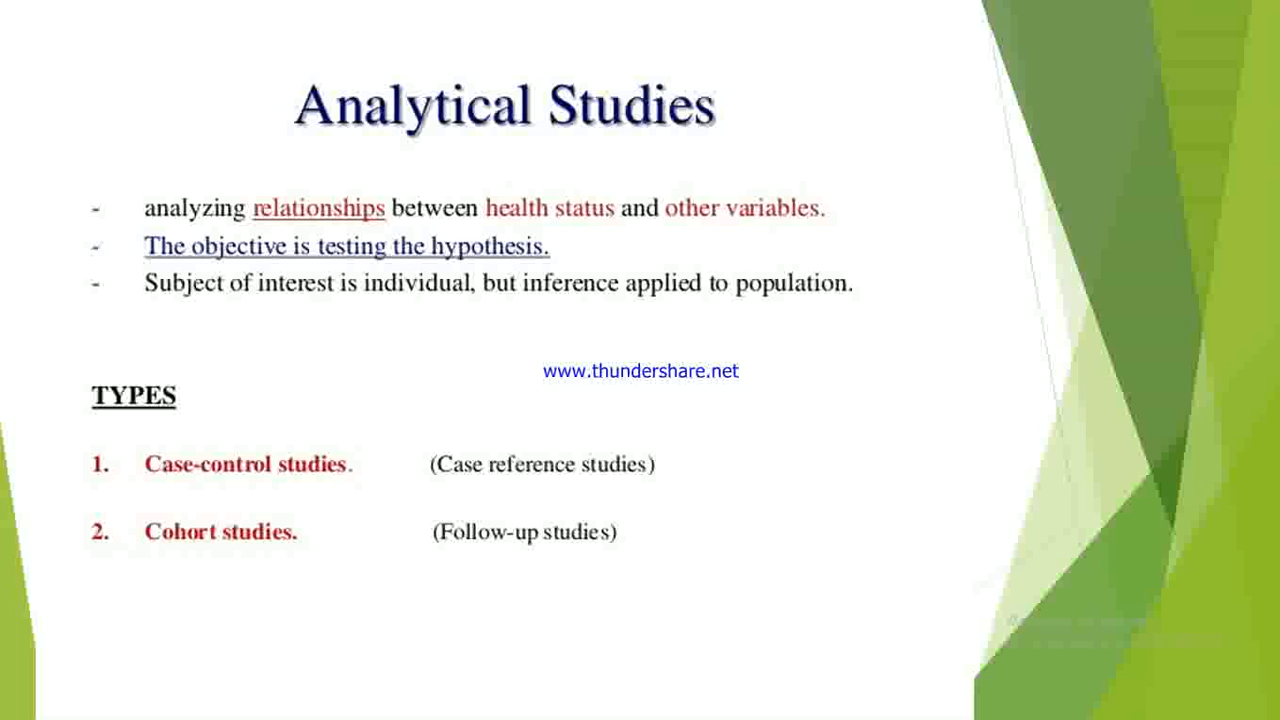 Analytical Studies
- analyzing relationships between health status and other variables.
- The objective is testing the hypothesis.
- Subject of interest is individual, but inference applied to population.
www.thundershare.net
TYPES
1. Case-control studies. (Case reference studies)
2. Cohort studies. (Follow-up studies)